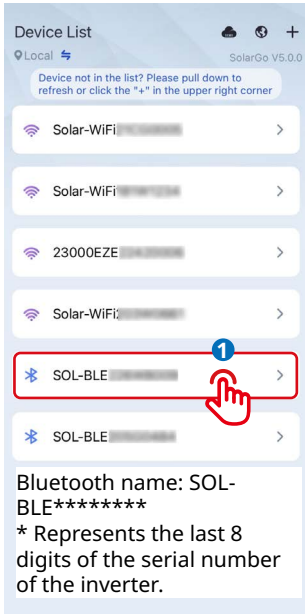 Device List
Local
SolarGo V5.0.0
Device not in the list? Please pull down to
refresh or click the "+" in the upper right corner
Solar-WiFi
Solar-WiFi
23000EZE
Solar-WiFi
1
SOL-BLE
SOL-BLE
Bluetooth name: SOL-
BLE********
* Represents the last 8
digits of the serial number
of the inverter.